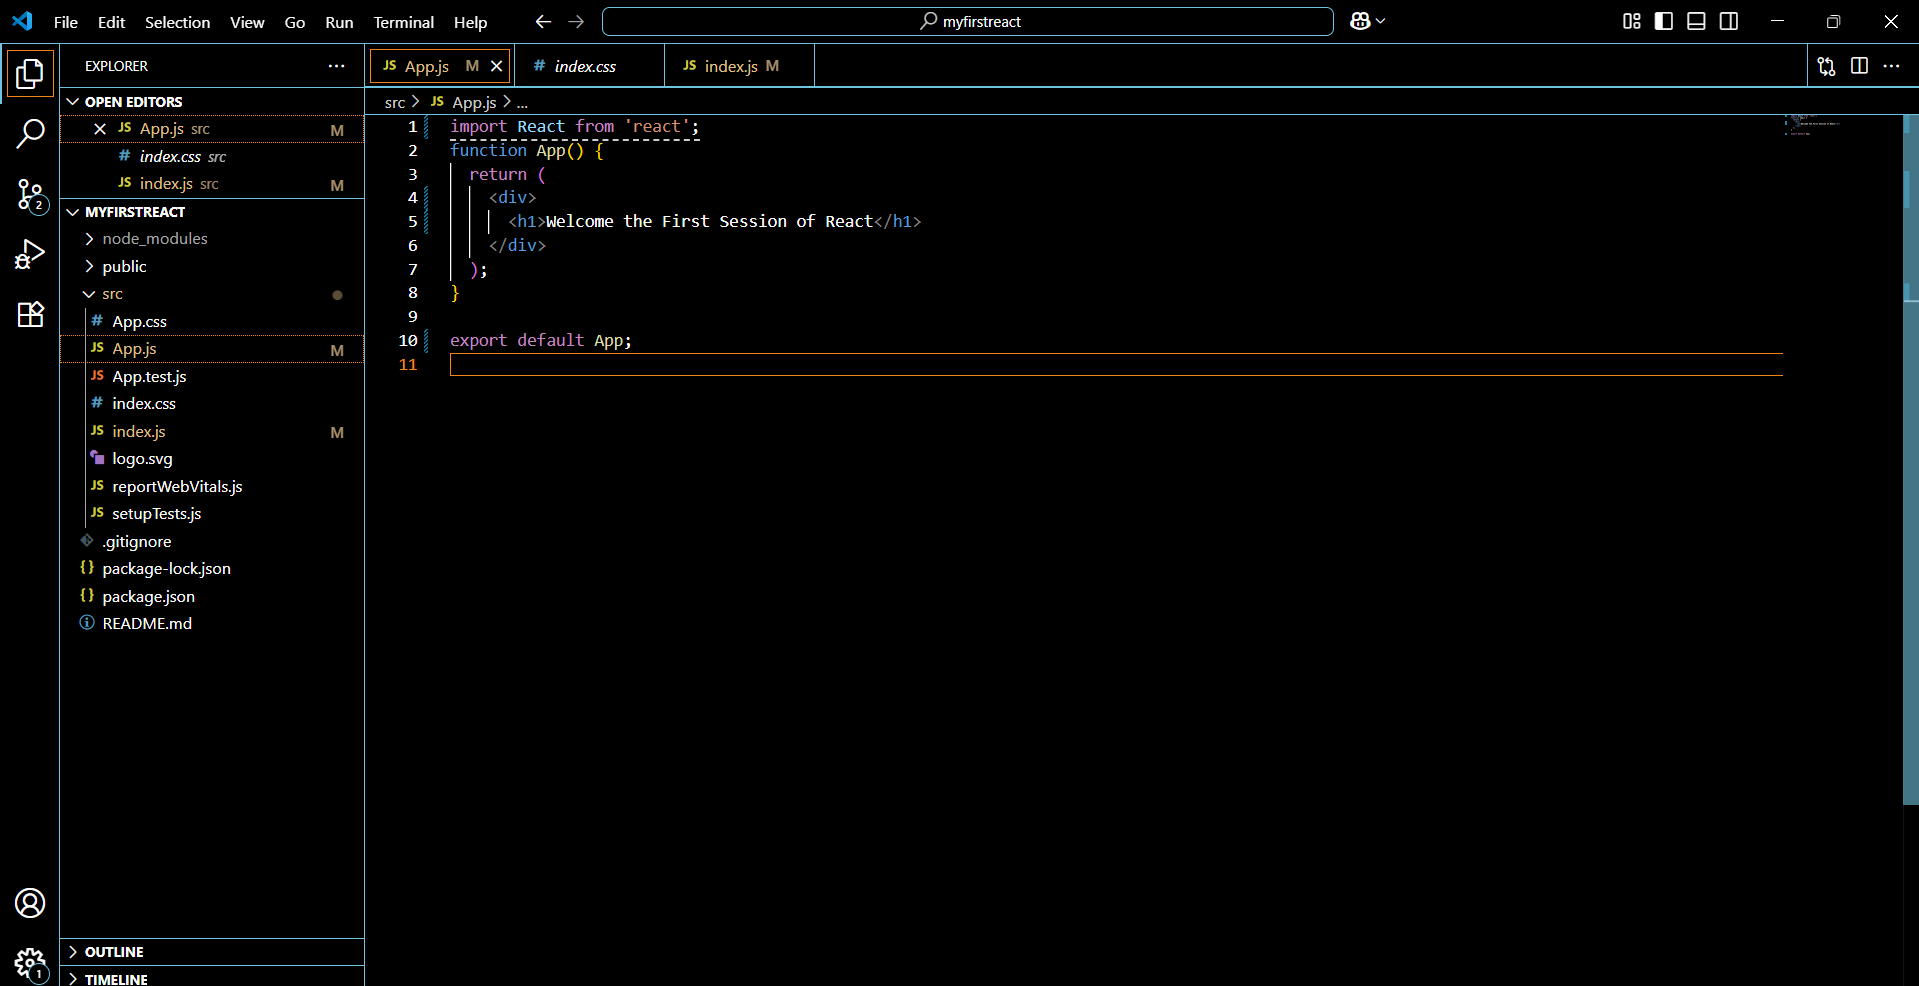 File Edit Selection View Go Run Terminal Help
myfirstreact
EXPLORER
OPEN EDITORS
JS App.js src M
# index.css src
JS index.js src M
MYFIRSTREACT
node_modules
public
src
# App.css
JS App.js M
JS App.test.js
# index.css
JS index.js M
logo.svg
JS reportWebVitals.js
JS setupTests.js
.gitignore
{} package-lock.json
{} package.json
README.md
OUTLINE
TIMELINE
2
1
JS App.js M
# index.css
JS index.js M
src > JS App.js > ...
1 import React from 'react';
2 function App() {
3 return (
4 <div>
5 <h1>Welcome the First Session of React</h1>
6 </div>
7 );
8 }
9
10 export default App;
11